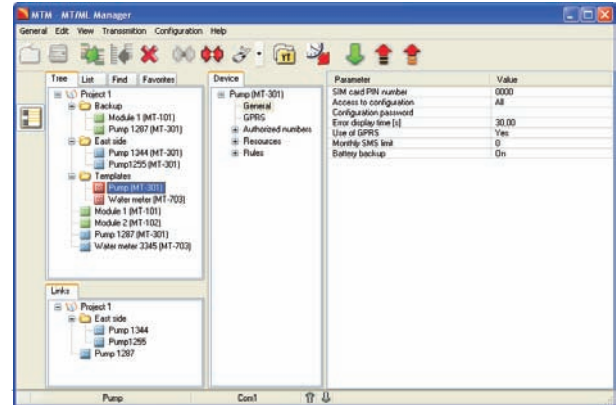 MTM - MT/ML Manager
General Edit View Transmition Configuration Help
Tree List Find Favorites
Project 1
Backup
Module 1 (MT-101)
Pump 1287 (MT-301)
East side
Pump 1344 (MT-301)
Pump1255 (MT-301)
Templates
Pump (MT-301)
Water meter (MT-703)
Module 1 (MT-101)
Module 2 (MT-102)
Pump 1287 (MT-301)
Water meter 3345 (MT-703)
Links
Project 1
East side
Pump 1344
Pump1255
Pump 1287
Device
Pump (MT-301)
General
GPRS
Authorized numbers
Resources
Rules
Parameter Value
SIM card PIN number 0000
Access to configuration All
Configuration password
Error display time [s] 30,00
Use of GPRS Yes
Monthly SMS limit 0
Battery backup On
Pump Com1